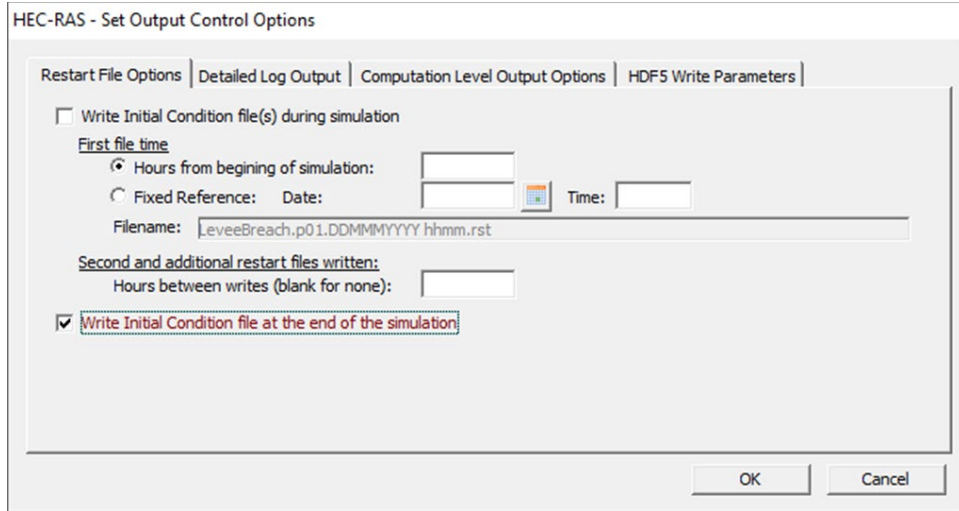 HEC-RAS - Set Output Control Options
Restart File Options Detailed Log Output Computation Level Output Options HDF5 Write Parameters
Write Initial Condition file(s) during simulation
First file time
Hours from begining of simulation:
Fixed Reference: Date: Time:
Filename: LeveeBreach.p01.DDMMMYYYY hhmm.rst
Second and additional restart files written:
Hours between writes (blank for none):
Write Initial Condition file at the end of the simulation
OK Cancel